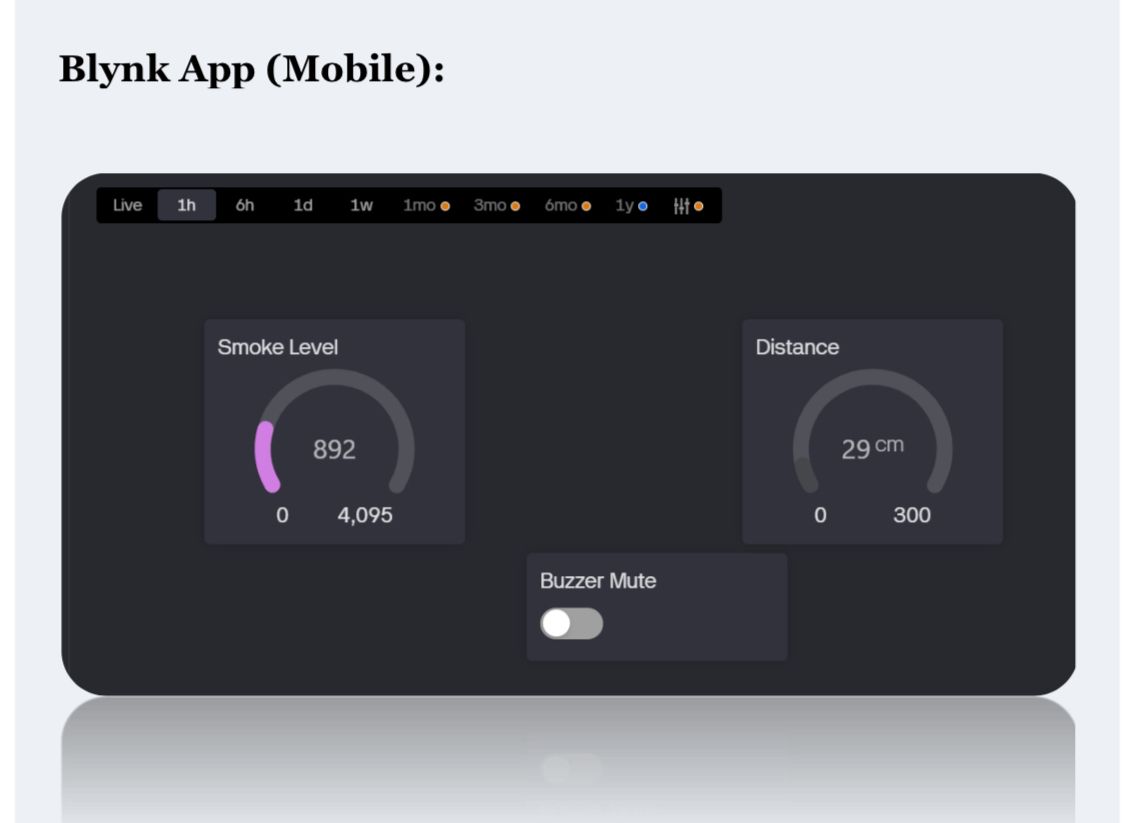 Blynk App (Mobile):
Live 1h 6h 1d 1w 1mo 3mo 6mo 1y
Smoke Level
892
0 4,095
Distance
29 cm
0 300
Buzzer Mute